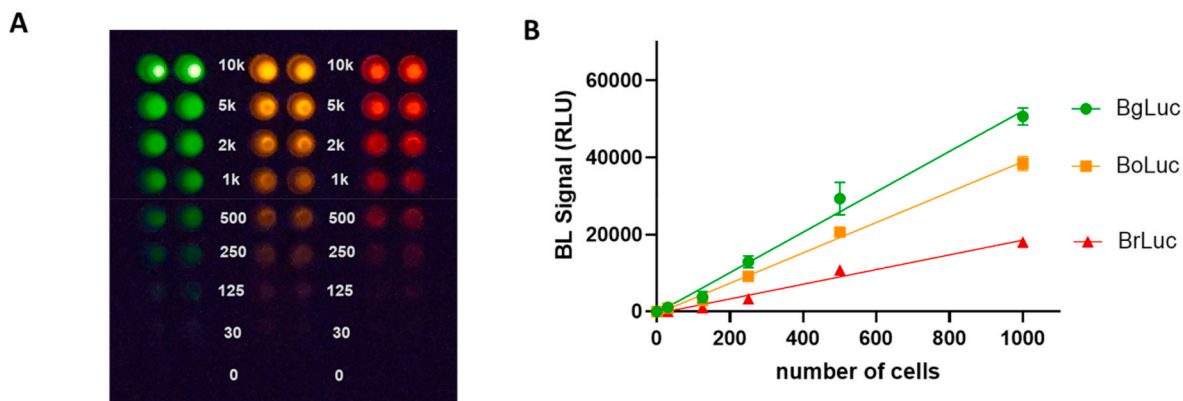 A
10k 10k
5k 5k
2k 2k
1k 1k
500 500
250 250
125 125
30 30
0 0
B
BL Signal (RLU)
60000
40000
20000
0
0 200 400 600 800 1000
number of cells
BgLuc
BoLuc
BrLuc